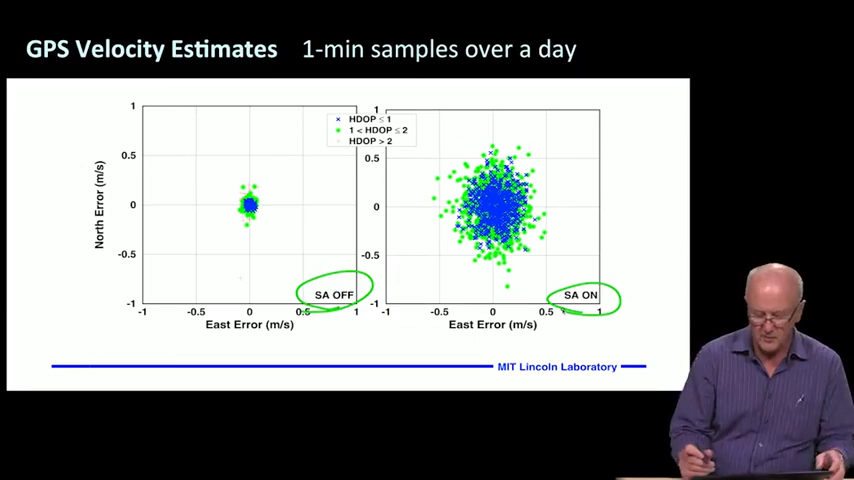 GPS Velocity Estimates 1-min samples over a day
1
0.5
0
-0.5
-1
North Error (m/s)
-1 -0.5 0 0.5 1
East Error (m/s)
SA OFF
HDOP ≤ 1
1 < HDOP ≤ 2
HDOP > 2
1
0.5
0
-0.5
-1
-1 -0.5 0 0.5 1
East Error (m/s)
SA ON
MIT Lincoln Laboratory